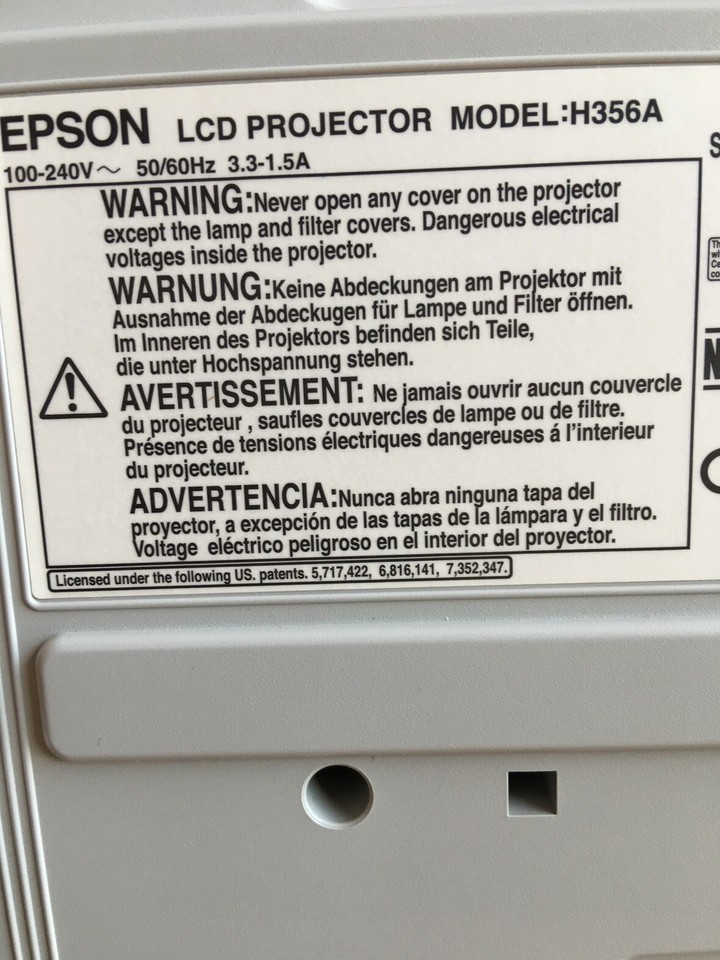 EPSON LCD PROJECTOR MODEL:H356A
100-240V～ 50/60Hz 3.3-1.5A
WARNING:Never open any cover on the projector
except the lamp and filter covers. Dangerous electrical
voltages inside the projector.
WARNUNG:Keine Abdeckungen am Projektor mit
Ausnahme der Abdeckugen für Lampe und Filter öffnen.
Im Inneren des Projektors befinden sich Teile,
die unter Hochspannung stehen.
AVERTISSEMENT: Ne jamais ouvrir aucun couvercle
du projecteur , saufles couvercles de lampe ou de filtre.
Présence de tensions électriques dangereuses á l'interieur
du projecteur.
ADVERTENCIA:Nunca abra ninguna tapa del
proyector, a excepción de las tapas de la lámpara y el filtro.
Voltage eléctrico peligroso en el interior del proyector.
Licensed under the following US. patents. 5,717,422, 6,816,141, 7,352,347.